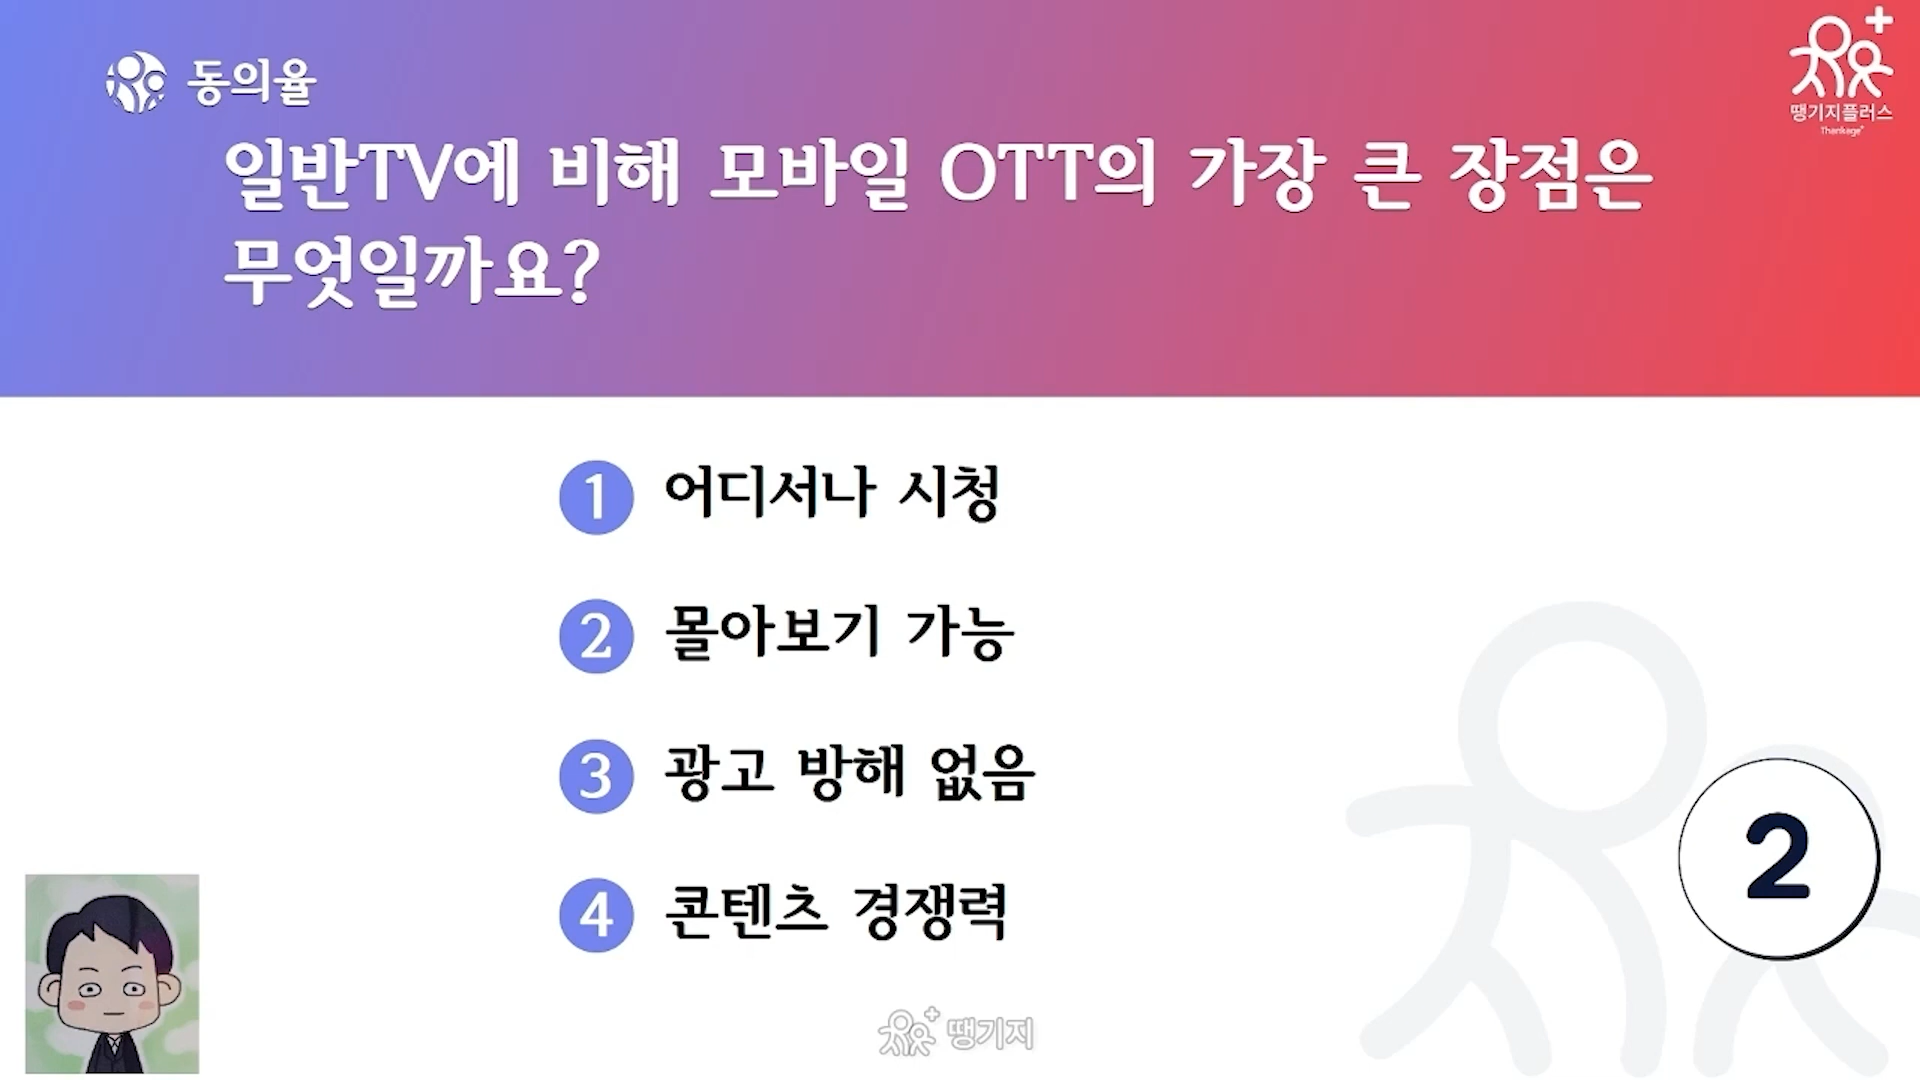 동의율
땡기지플러스
Thankage+
일반TV에 비해 모바일 OTT의 가장 큰 장점은
무엇일까요?
1 어디서나 시청
2 몰아보기 가능
3 광고 방해 없음
4 콘텐츠 경쟁력
2
땡기지